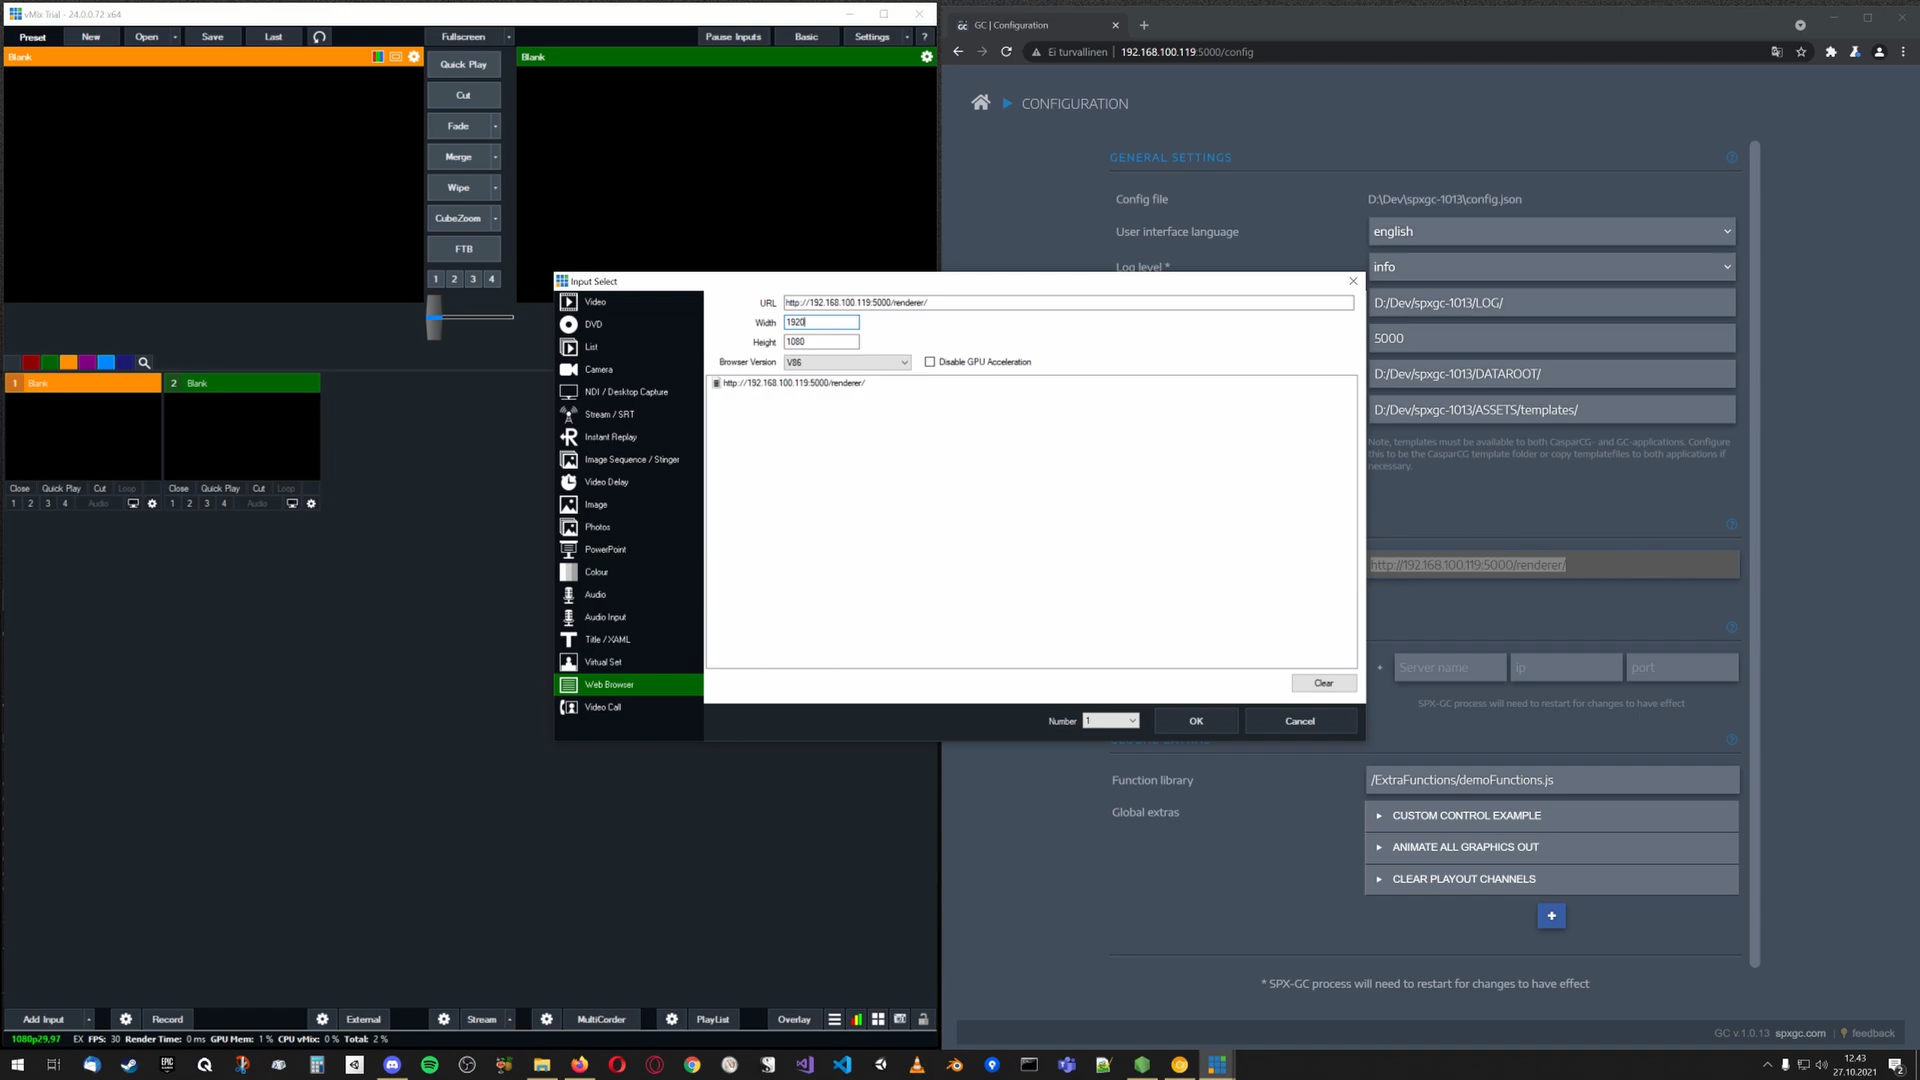 vMix Trial - 24.0.0.72 x64
Preset New Open Save Last Fullscreen Pause Inputs Basic Settings ?
Blank
Blank
Quick Play
Cut
Fade
Merge
Wipe
CubeZoom
FTB
1 2 3 4
1 Blank
2 Blank
Close Quick Play Cut Loop
1 2 3 4 Audio
Close Quick Play Cut Loop
1 2 3 4 Audio
Input Select
Video
DVD
List
Camera
NDI / Desktop Capture
Stream / SRT
Instant Replay
Image Sequence / Stinger
Video Delay
Image
Photos
PowerPoint
Colour
Audio
Audio Input
Title / XAML
Virtual Set
Web Browser
Video Call
URL http://192.168.100.119:5000/renderer/
Width 1920
Height 1080
Browser Version V86 Disable GPU Acceleration
http://192.168.100.119:5000/renderer/
Clear
Number 1 OK Cancel
Add Input Record External Stream MultiCorder PlayList Overlay
1080p29.97 EX FPS: 30 Render Time: 0 ms GPU Mem: 1 % CPU vMix: 0 % Total: 2 %
GC | Configuration
Ei turvallinen 192.168.100.119:5000/config
CONFIGURATION
GENERAL SETTINGS
Config file D:\Dev\spxgc-1013\config.json
User interface language english
Log level * info
D:/Dev/spxgc-1013/LOG/
5000
D:/Dev/spxgc-1013/DATAROOT/
D:/Dev/spxgc-1013/ASSETS/templates/
Note, templates must be available to both CasparCG- and GC-applications. Configure
this to be the CasparCG template folder or copy templatefiles to both applications if
necessary.
http://192.168.100.119:5000/renderer/
+ Server name ip port
SPX-GC process will need to restart for changes to have effect
Function library /ExtraFunctions/demoFunctions.js
Global extras
CUSTOM CONTROL EXAMPLE
ANIMATE ALL GRAPHICS OUT
CLEAR PLAYOUT CHANNELS
+
* SPX-GC process will need to restart for changes to have effect
GC v.1.0.13 spxgc.com feedback
12.43
27.10.2021